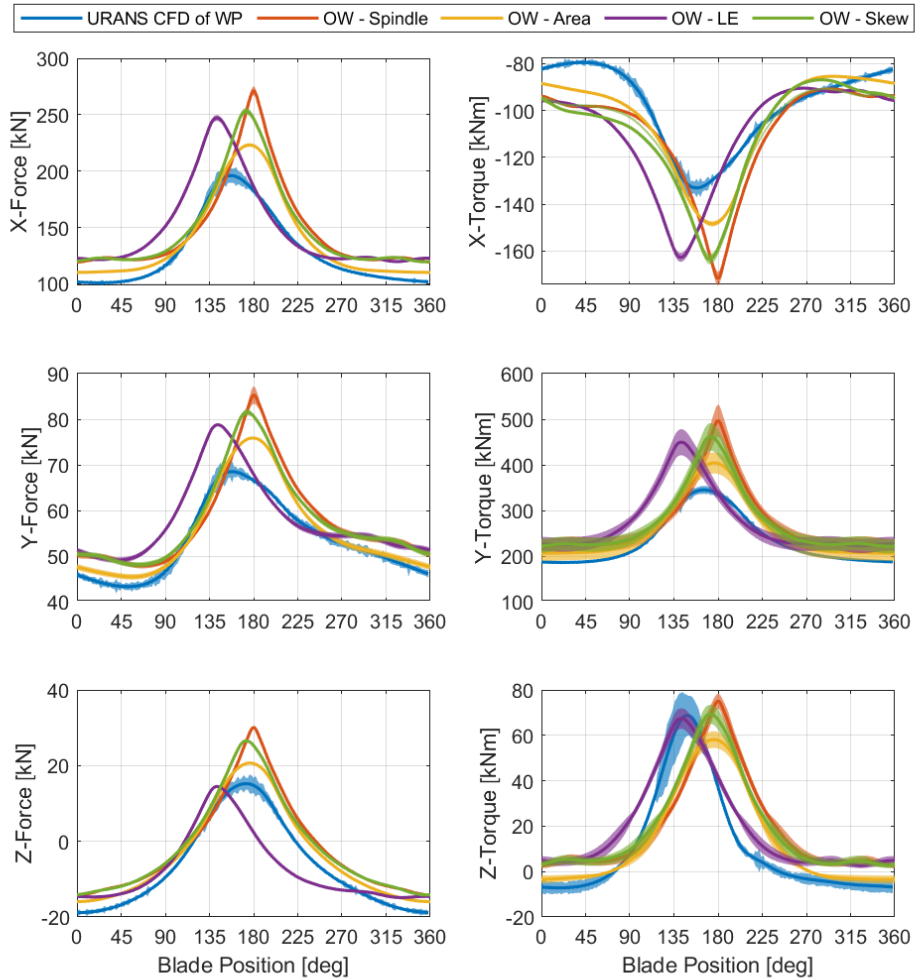 URANS CFD of WP OW - Spindle OW - Area OW - LE OW - Skew
X-Force [kN]
300
250
200
150
100
0 45 90 135 180 225 270 315 360
X-Torque [kNm]
-80
-100
-120
-140
-160
0 45 90 135 180 225 270 315 360
Y-Force [kN]
90
80
70
60
50
40
0 45 90 135 180 225 270 315 360
Y-Torque [kNm]
600
500
400
300
200
100
0 45 90 135 180 225 270 315 360
Z-Force [kN]
40
20
0
-20
0 45 90 135 180 225 270 315 360
Blade Position [deg]
Z-Torque [kNm]
80
60
40
20
0
-20
0 45 90 135 180 225 270 315 360
Blade Position [deg]